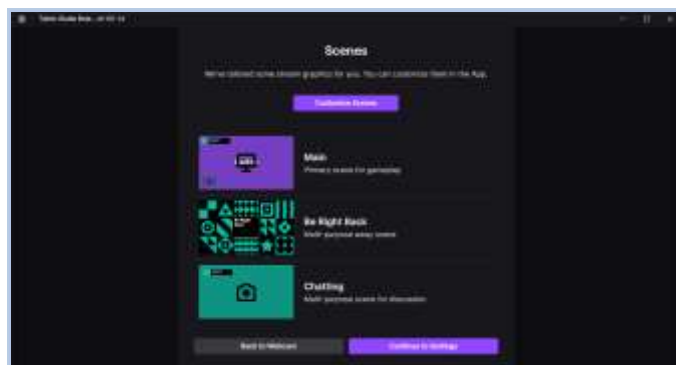 Scenes
We've tailored some stream graphics for you. You can customize them in the App.
Customize Scenes
Main
Primary scene for gameplay
Be Right Back
Multi-purpose away scene
Chatting
Multi-purpose scene for discussion
Back to Webcam
Continue to Settings